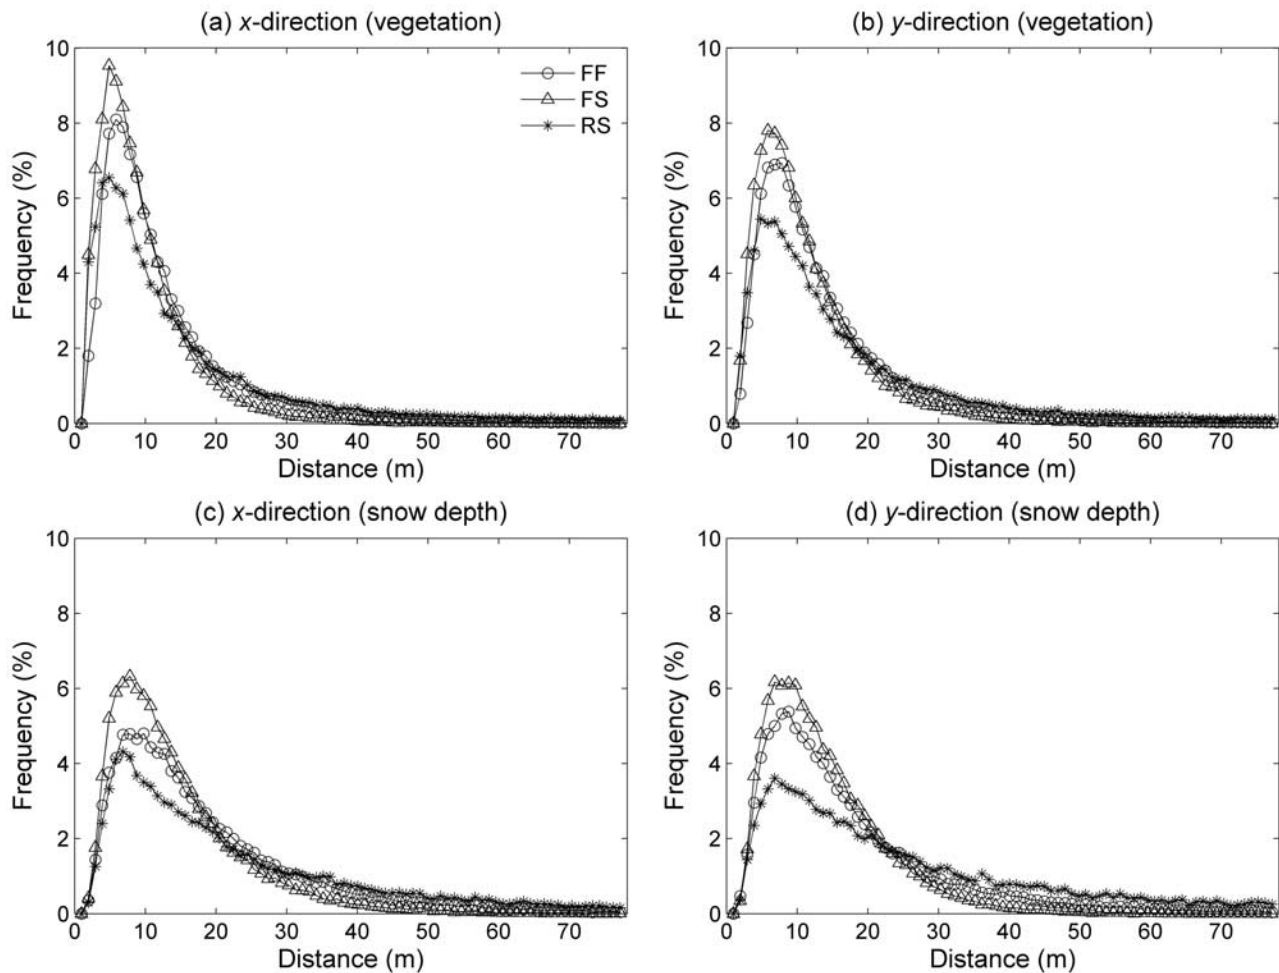 (a) x-direction (vegetation)
10
8
6
4
2
0
Frequency (%)
FF
FS
RS
0 10 20 30 40 50 60 70
Distance (m)
(b) y-direction (vegetation)
10
8
6
4
2
0
Frequency (%)
0 10 20 30 40 50 60 70
Distance (m)
(c) x-direction (snow depth)
10
8
6
4
2
0
Frequency (%)
0 10 20 30 40 50 60 70
Distance (m)
(d) y-direction (snow depth)
10
8
6
4
2
0
Frequency (%)
0 10 20 30 40 50 60 70
Distance (m)